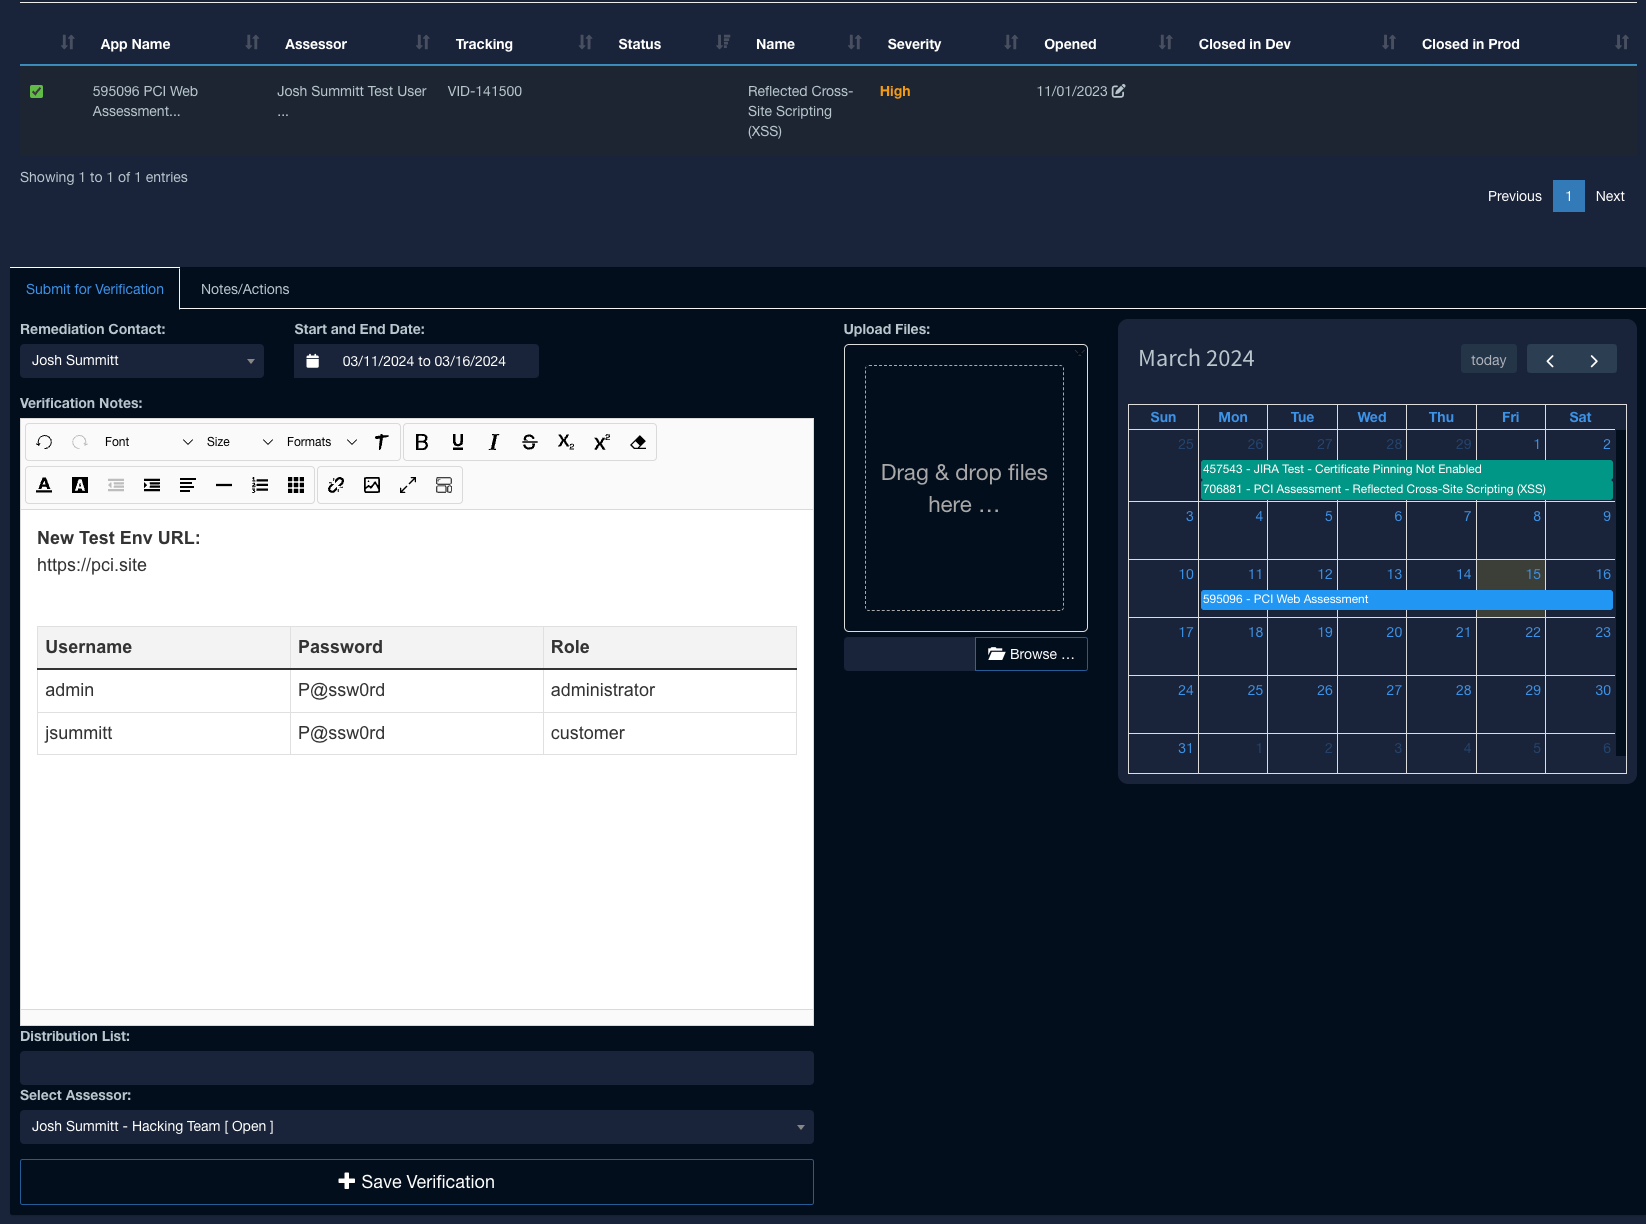 App Name Assessor Tracking Status Name Severity Opened Closed in Dev Closed in Prod
595096 PCI Web Josh Summitt Test User VID-141500 Reflected Cross- High 11/01/2023
Assessment... ... Site Scripting
(XSS)
Showing 1 to 1 of 1 entries
Previous 1 Next
Submit for Verification Notes/Actions
Remediation Contact: Start and End Date:
Josh Summitt 03/11/2024 to 03/16/2024
Verification Notes:
Font Size Formats
New Test Env URL:
https://pci.site
Username Password Role
admin P@ssw0rd administrator
jsummitt P@ssw0rd customer
Distribution List:
Select Assessor:
Josh Summitt - Hacking Team [ Open ]
Save Verification
Upload Files:
Drag & drop files
here …
Browse …
March 2024 today
Sun Mon Tue Wed Thu Fri Sat
25 26 27 28 29 1 2
457543 - JIRA Test - Certificate Pinning Not Enabled
706881 - PCI Assessment - Reflected Cross-Site Scripting (XSS)
3 4 5 6 7 8 9
10 11 12 13 14 15 16
595096 - PCI Web Assessment
17 18 19 20 21 22 23
24 25 26 27 28 29 30
31 1 2 3 4 5 6